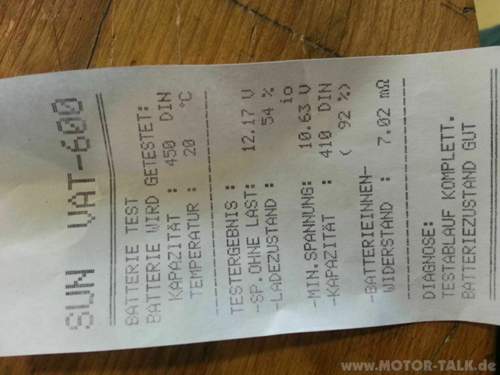 SUN VAT-600
BATTERIE TEST
BATTERIE WIRD GETESTET:
KAPAZITÄT : 450 DIN
TEMPERATUR : 20 °C
TESTERGEBNIS :
-SP.OHNE LAST: 12.17 V
-LADEZUSTAND : 54 %
io
-MIN.SPANNUNG: 10.63 V
-KAPAZITÄT : 410 DIN
( 92 %)
-BATTERIEINNEN-
WIDERSTAND : 7.02 mΩ
DIAGNOSE:
TESTABLAUF KOMPLETT.
BATTERIEZUSTAND GUT
www.MOTOR-TALK.de